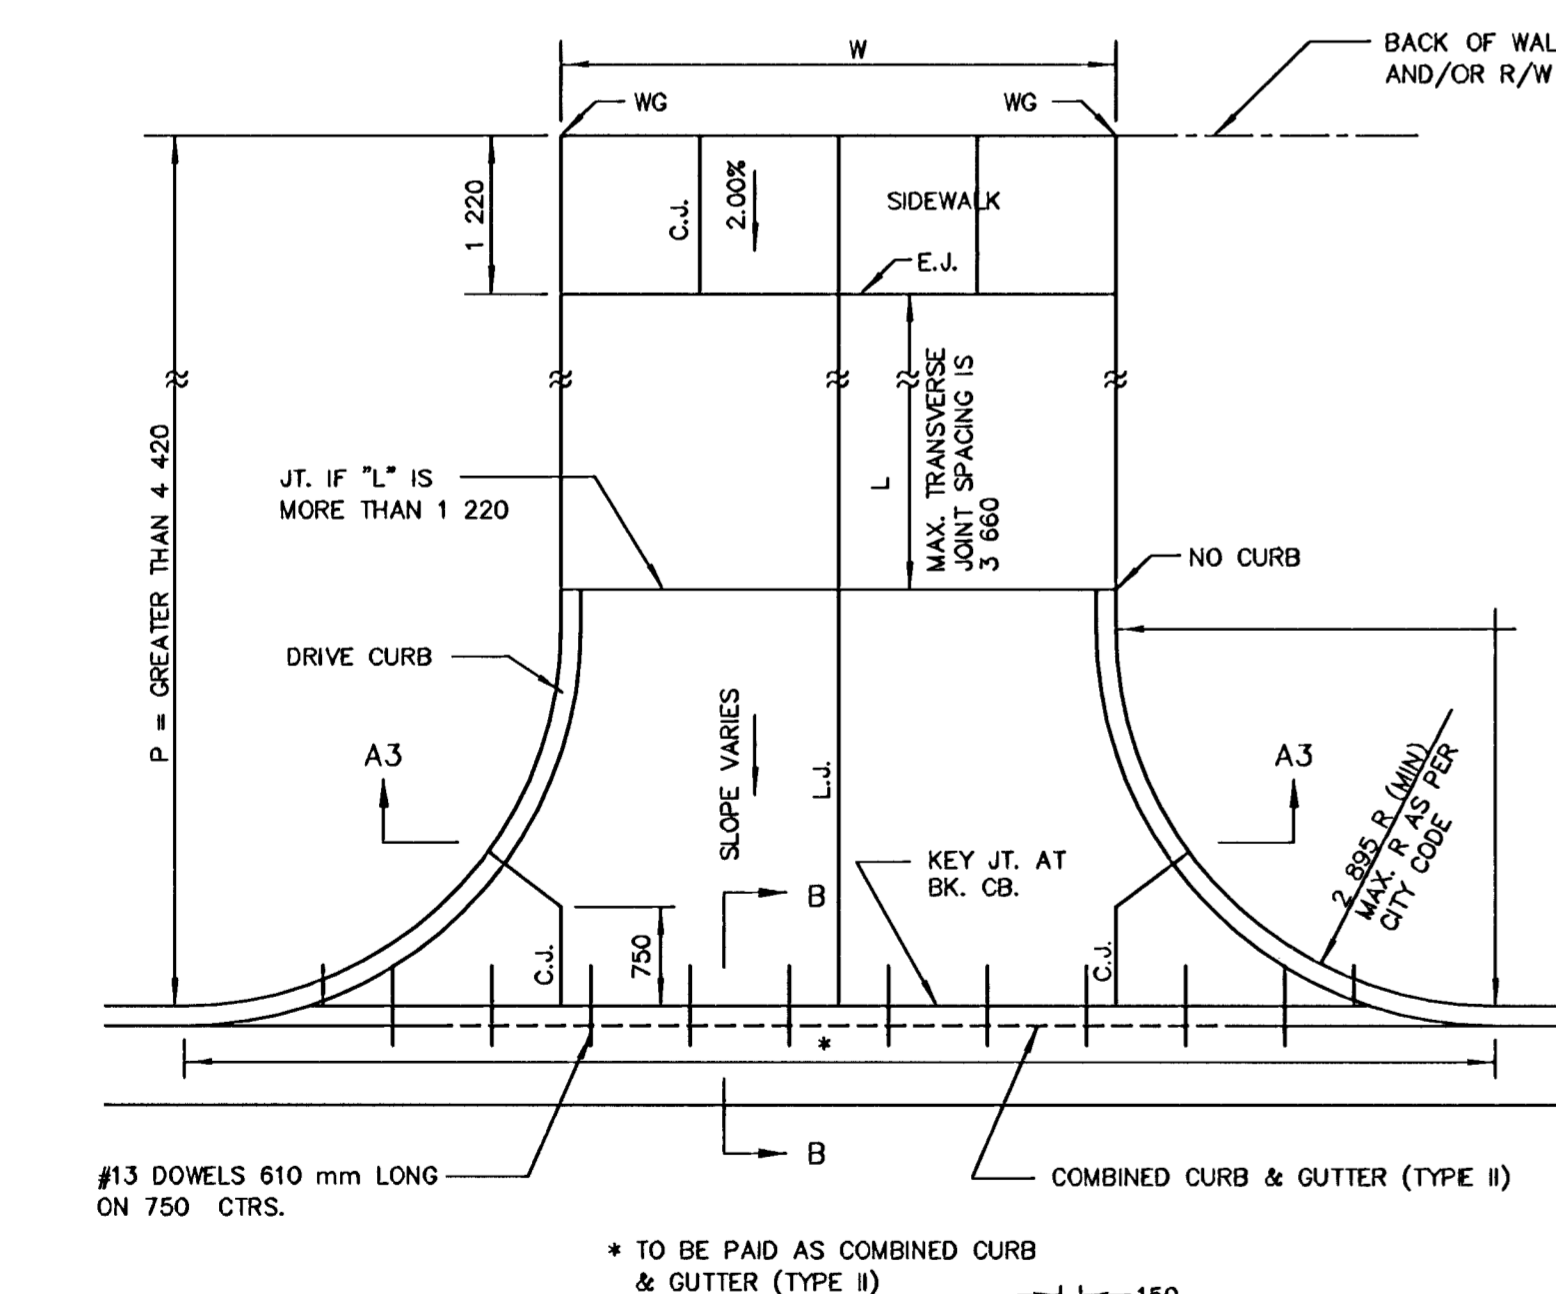 W
BACK OF WAL
AND/OR R/W
WG
WG
1 220
C.J.
2.00%
SIDEWALK
E.J.
P = GREATER THAN 4 420
JT. IF "L" IS
MORE THAN 1 220
L
MAX. TRANSVERSE
JOINT SPACING IS
3 660
NO CURB
DRIVE CURB
SLOPE VARIES
L.J.
A3
A3
2 895 R (MIN)
MAX. R AS PER
CITY CODE
KEY JT. AT
BK. CB.
B
C.J.
750
C.J.
*
B
#13 DOWELS 610 mm LONG
ON 750 CTRS.
COMBINED CURB & GUTTER (TYPE II)
* TO BE PAID AS COMBINED CURB
& GUTTER (TYPE II)
150